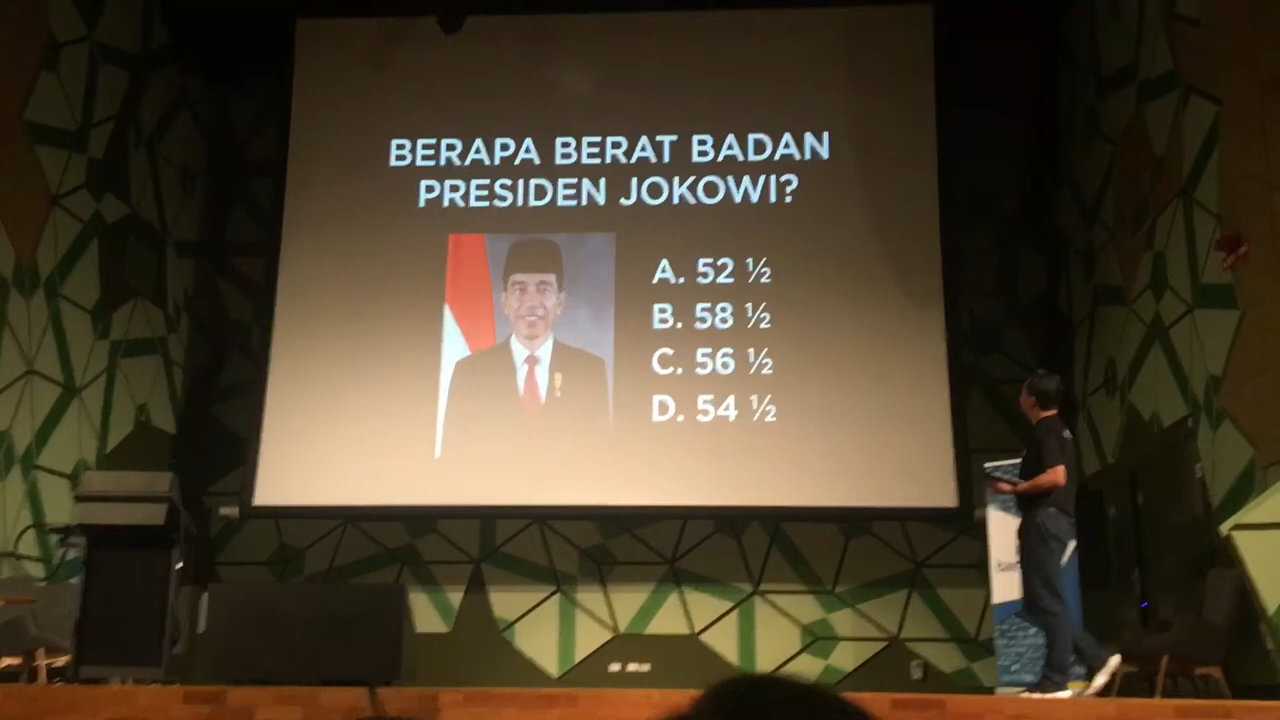 BERAPA BERAT BADAN
PRESIDEN JOKOWI?
A. 52 ½
B. 58 ½
C. 56 ½
D. 54 ½